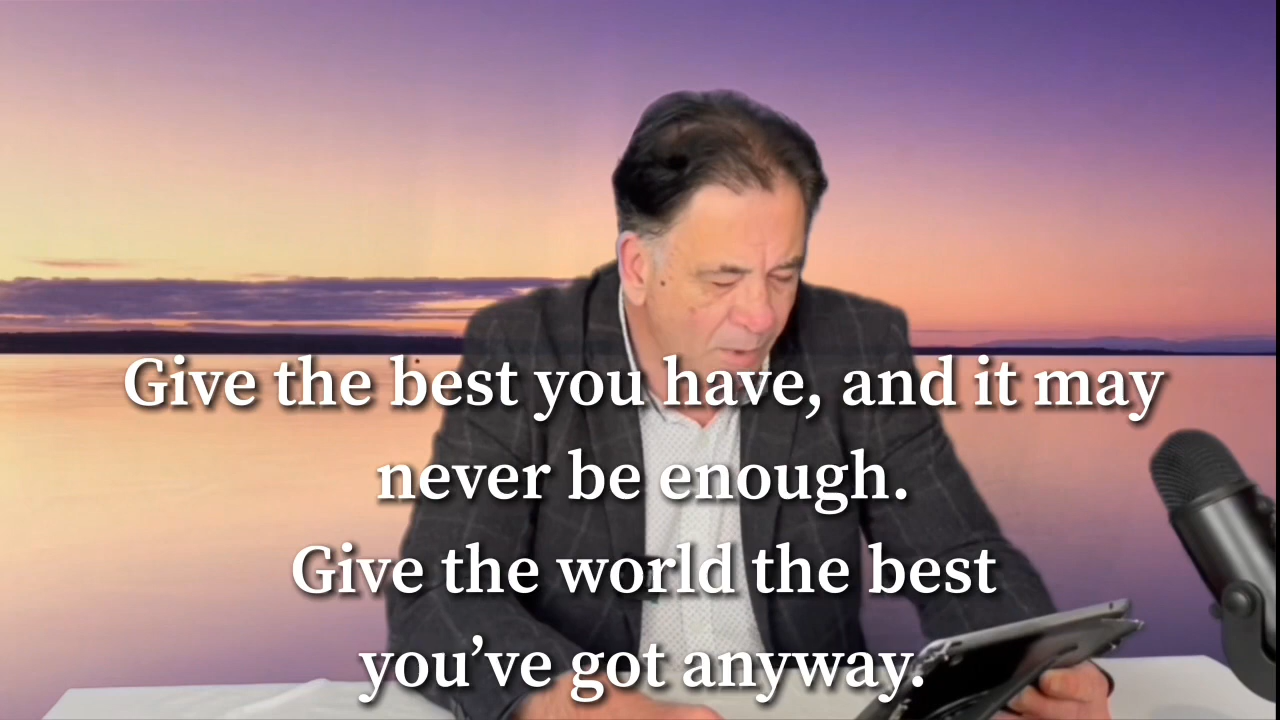 Give the best you have, and it may
never be enough.
Give the world the best
you’ve got anyway.